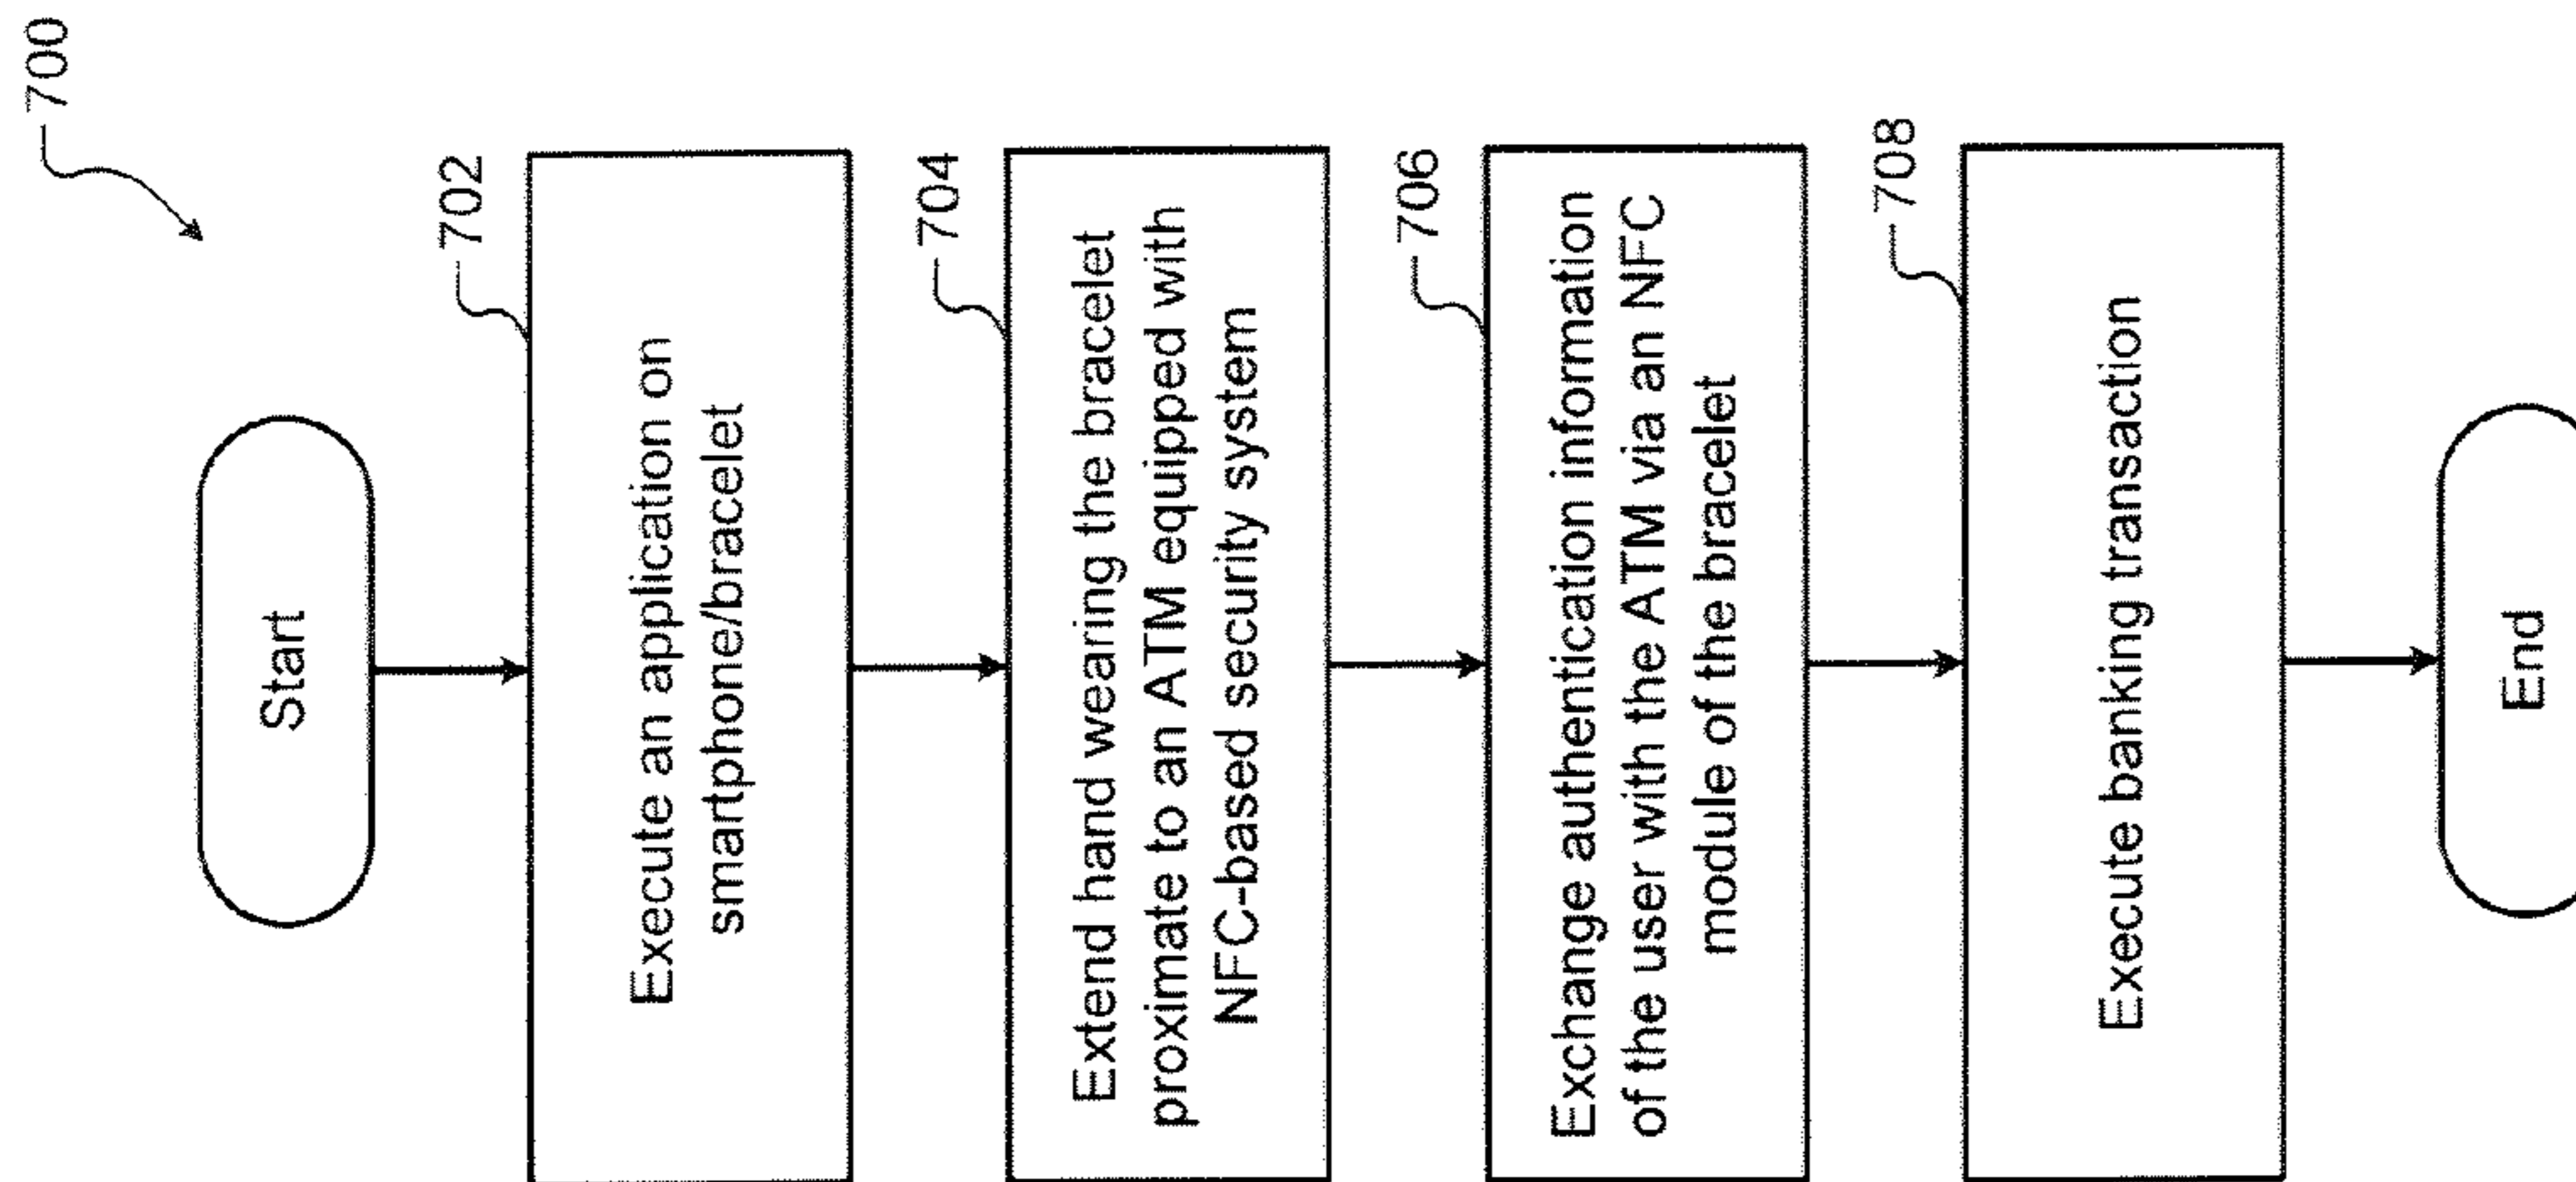 700
Start
702
Execute an application on
smartphone/bracelet
704
Extend hand wearing the bracelet
proximate to an ATM equipped with
NFC-based security system
706
Exchange authentication information
of the user with the ATM via an NFC
module of the bracelet
708
Execute banking transaction
End